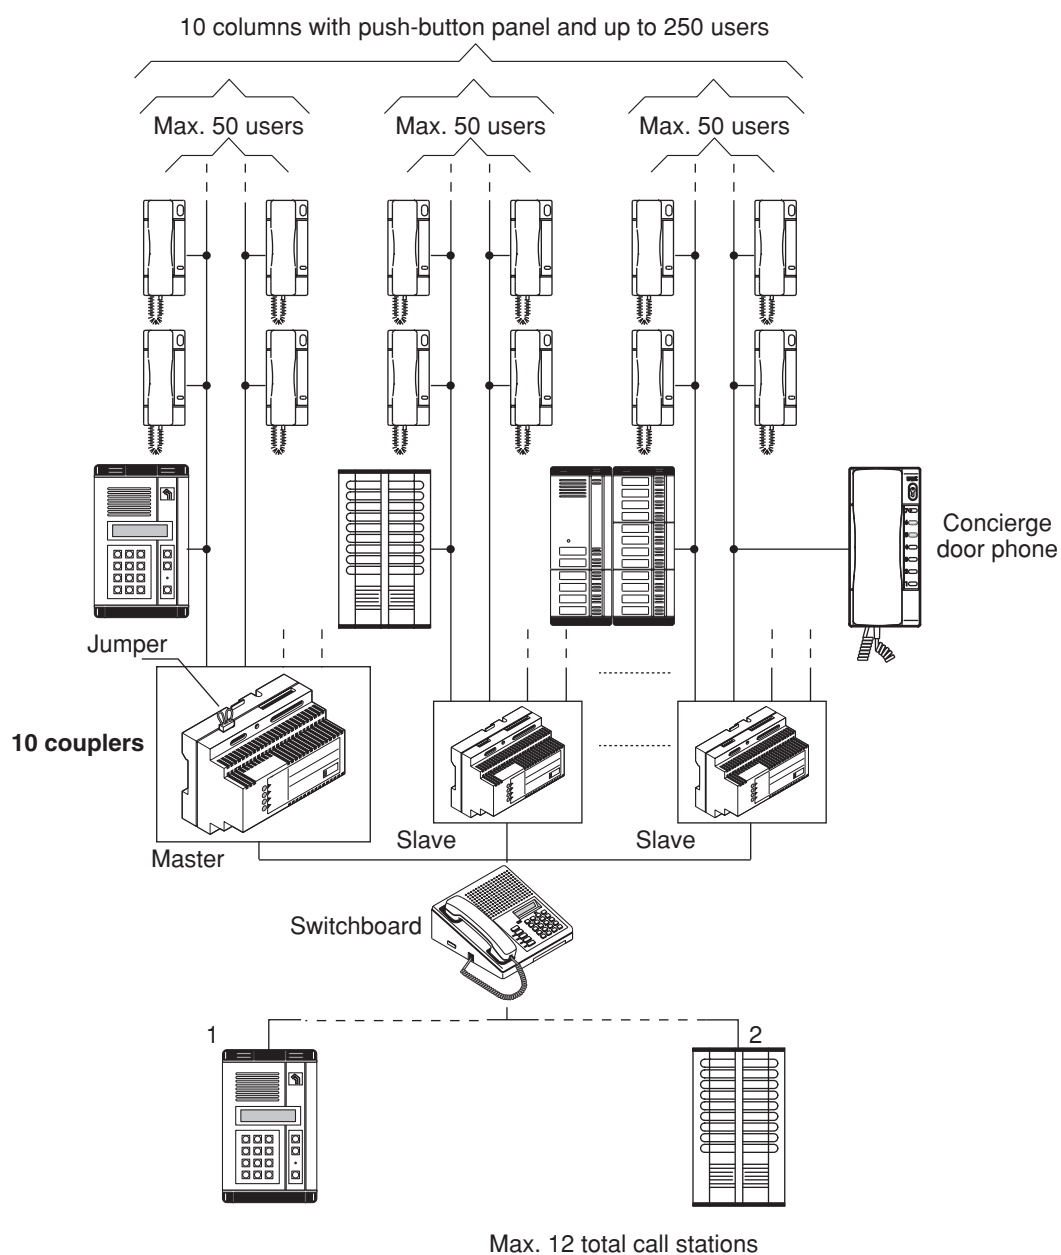 10 columns with push-button panel and up to 250 users
Max. 50 users
Max. 50 users
Max. 50 users
Concierge
door phone
Jumper
10 couplers
Master
Slave
Slave
Switchboard
1
2
Max. 12 total call stations